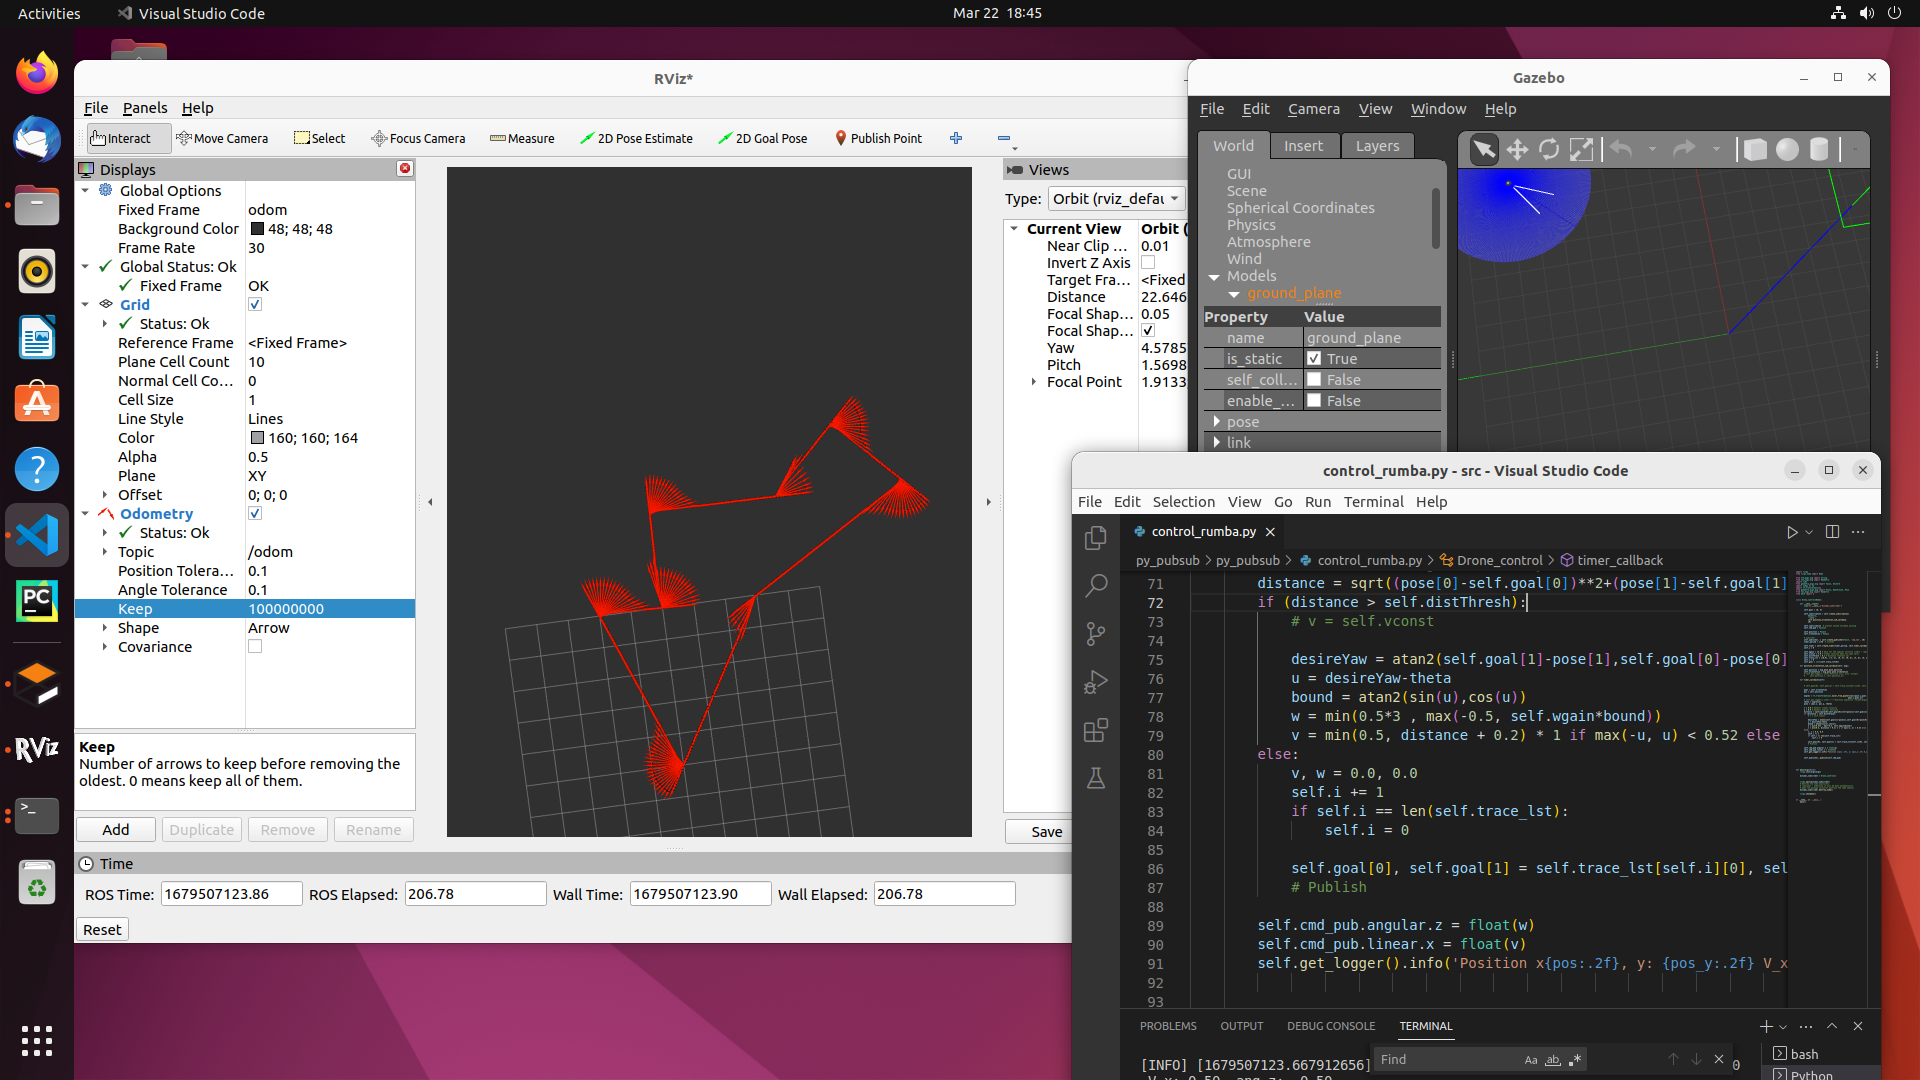 Activities
Visual Studio Code
Mar 22 18:45
RViz*
File Panels Help
Interact
Move Camera
Select
Focus Camera
Measure
2D Pose Estimate
2D Goal Pose
Publish Point
Displays
Global Options
Fixed Frame odom
Background Color 48; 48; 48
Frame Rate 30
Global Status: Ok
Fixed Frame OK
Grid
Status: Ok
Reference Frame <Fixed Frame>
Plane Cell Count 10
Normal Cell Co... 0
Cell Size 1
Line Style Lines
Color 160; 160; 164
Alpha 0.5
Plane XY
Offset 0; 0; 0
Odometry
Status: Ok
Topic /odom
Position Tolera... 0.1
Angle Tolerance 0.1
Keep 100000000
Shape Arrow
Covariance
Keep
Number of arrows to keep before removing the
oldest. 0 means keep all of them.
Add Duplicate Remove Rename
Time
ROS Time: 1679507123.86 ROS Elapsed: 206.78 Wall Time: 1679507123.90 Wall Elapsed: 206.78
Reset
Views
Type: Orbit (rviz_defau
Current View Orbit (
Near Clip ... 0.01
Invert Z Axis
Target Fra... <Fixed
Distance 22.646
Focal Shap... 0.05
Focal Shap...
Yaw 4.5785
Pitch 1.5698
Focal Point 1.9133
Save
Gazebo
File Edit Camera View Window Help
World Insert Layers
GUI
Scene
Spherical Coordinates
Physics
Atmosphere
Wind
Models
ground_plane
Property Value
name ground_plane
is_static True
self_coll... False
enable_... False
pose
link
control_rumba.py - src - Visual Studio Code
File Edit Selection View Go Run Terminal Help
control_rumba.py
py_pubsub > py_pubsub > control_rumba.py > Drone_control > timer_callback
71 distance = sqrt((pose[0]-self.goal[0])**2+(pose[1]-self.goal[1]
72 if (distance > self.distThresh):
73 # v = self.vconst
74
75 desireYaw = atan2(self.goal[1]-pose[1],self.goal[0]-pose[0]
76 u = desireYaw-theta
77 bound = atan2(sin(u),cos(u))
78 w = min(0.5*3 , max(-0.5, self.wgain*bound))
79 v = min(0.5, distance + 0.2) * 1 if max(-u, u) < 0.52 else
80 else:
81 v, w = 0.0, 0.0
82 self.i += 1
83 if self.i == len(self.trace_lst):
84 self.i = 0
85
86 self.goal[0], self.goal[1] = self.trace_lst[self.i][0], sel
87 # Publish
88
89 self.cmd_pub.angular.z = float(w)
90 self.cmd_pub.linear.x = float(v)
91 self.get_logger().info('Position x{pos:.2f}, y: {pos_y:.2f} V_x
92
93
PROBLEMS OUTPUT DEBUG CONSOLE TERMINAL
[INFO] [1679507123.667912656]
Find
Aa ab
bash
Python
PC
RViz